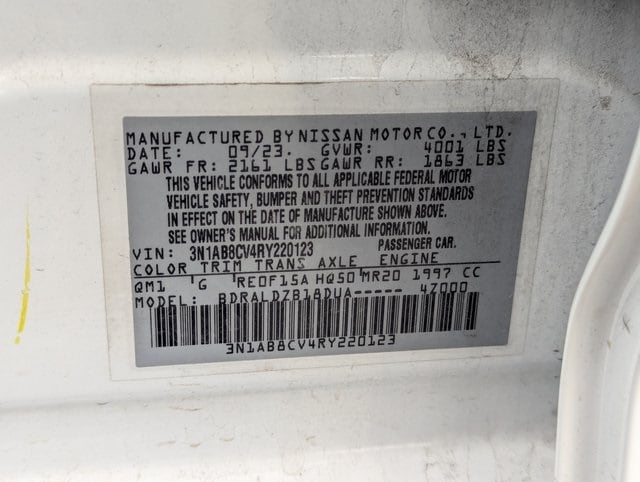 MANUFACTURED BY NISSAN MOTOR CO., LTD.
DATE: 09/23. GVWR: 4001 LBS
GAWR FR: 2161 LBS GAWR RR: 1863 LBS
THIS VEHICLE CONFORMS TO ALL APPLICABLE FEDERAL MOTOR
VEHICLE SAFETY, BUMPER AND THEFT PREVENTION STANDARDS
IN EFFECT ON THE DATE OF MANUFACTURE SHOWN ABOVE.
SEE OWNER'S MANUAL FOR ADDITIONAL INFORMATION.
VIN: 3N1AB8CV4RY220123 PASSENGER CAR.
COLOR TRIM TRANS AXLE ENGINE
QM1 G RE0F15A HQ50 MR20 1997 CC
MODEL: BDRALDZB18DUA----- 47000
3N1AB8CV4RY220123